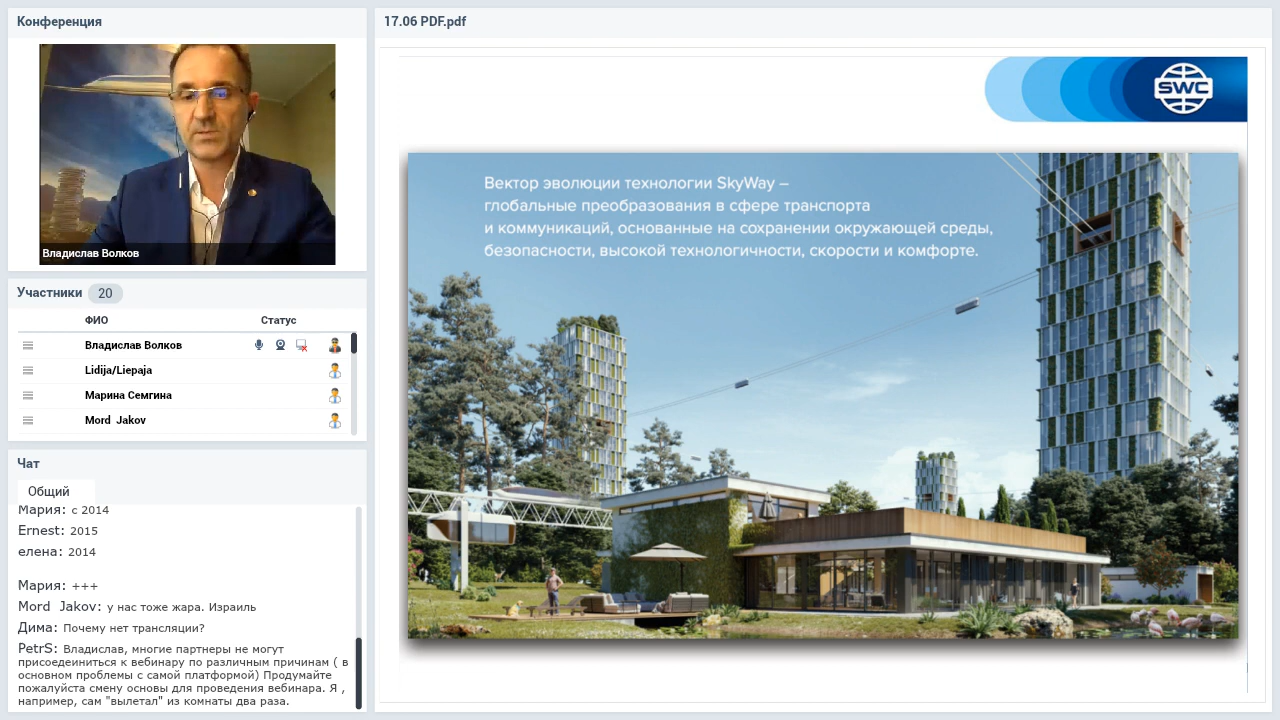 Конференция
Владислав Волков
Участники 20
ФИО Статус
Владислав Волков
Lidija/Liepaja
Марина Семгина
Mord Jakov
Чат
Общий
Мария: с 2014
Ernest: 2015
елена: 2014
Мария: +++
Mord Jakov: у нас тоже жара. Израиль
Дима: Почему нет трансляции?
PetrS: Владислав, многие партнеры не могут
присоедеиниться к вебинару по различным причинам ( в
основном проблемы с самой платформой) Продумайте
пожалуйста смену основы для проведения вебинара. Я ,
например, сам "вылетал" из комнаты два раза.
17.06 PDF.pdf
SWC
Вектор эволюции технологии SkyWay –
глобальные преобразования в сфере транспорта
и коммуникаций, основанные на сохранении окружающей среды,
безопасности, высокой технологичности, скорости и комфорте.